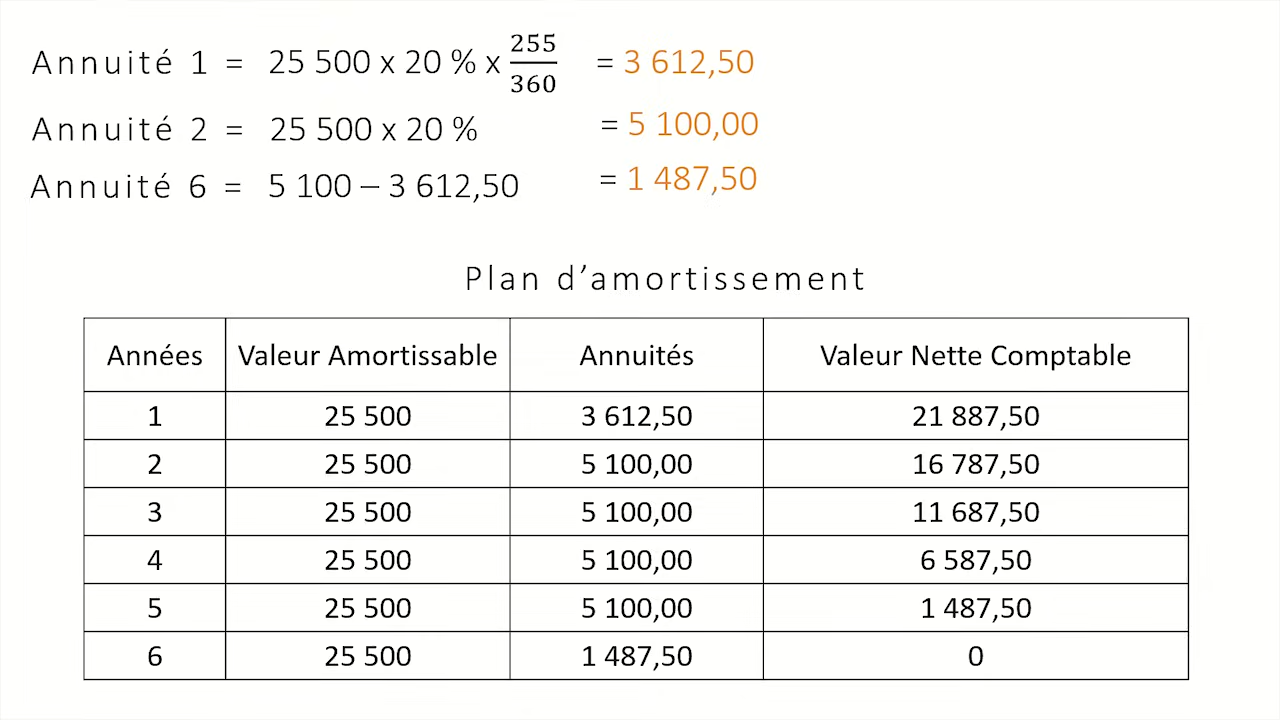 Annuité 1 = 25 500 x 20 % x 255/360 = 3 612,50
Annuité 2 = 25 500 x 20 % = 5 100,00
Annuité 6 = 5 100 – 3 612,50 = 1 487,50
Plan d’amortissement
Années Valeur Amortissable Annuités Valeur Nette Comptable
1 25 500 3 612,50 21 887,50
2 25 500 5 100,00 16 787,50
3 25 500 5 100,00 11 687,50
4 25 500 5 100,00 6 587,50
5 25 500 5 100,00 1 487,50
6 25 500 1 487,50 0